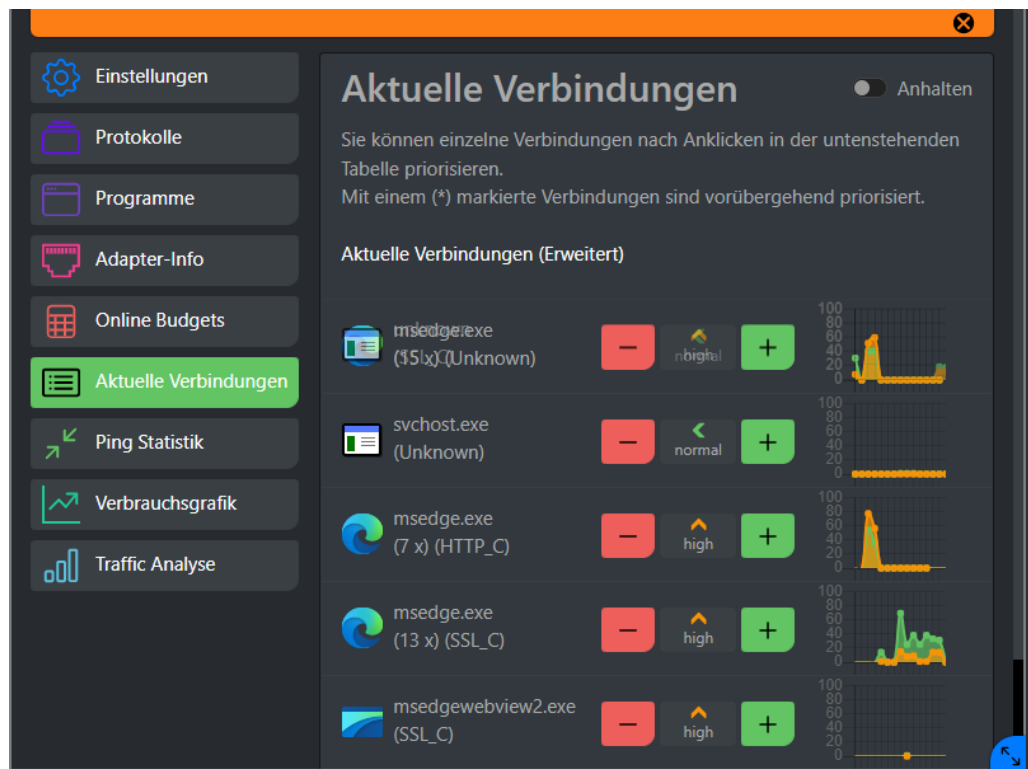 Einstellungen
Protokolle
Programme
Adapter-Info
Online Budgets
Aktuelle Verbindungen
Ping Statistik
Verbrauchsgrafik
Traffic Analyse
Aktuelle Verbindungen
Anhalten
Sie können einzelne Verbindungen nach Anklicken in der untenstehenden
Tabelle priorisieren.
Mit einem (*) markierte Verbindungen sind vorübergehend priorisiert.
Aktuelle Verbindungen (Erweitert)
(Unknown)
100
80
60
40
20
0
svchost.exe
(Unknown)
normal
100
80
60
40
20
0
msedge.exe
(7 x) (HTTP_C)
high
100
80
60
40
20
0
msedge.exe
(13 x) (SSL_C)
high
100
80
60
40
20
0
msedgewebview2.exe
(SSL_C)
high
100
80
60
40
20
0